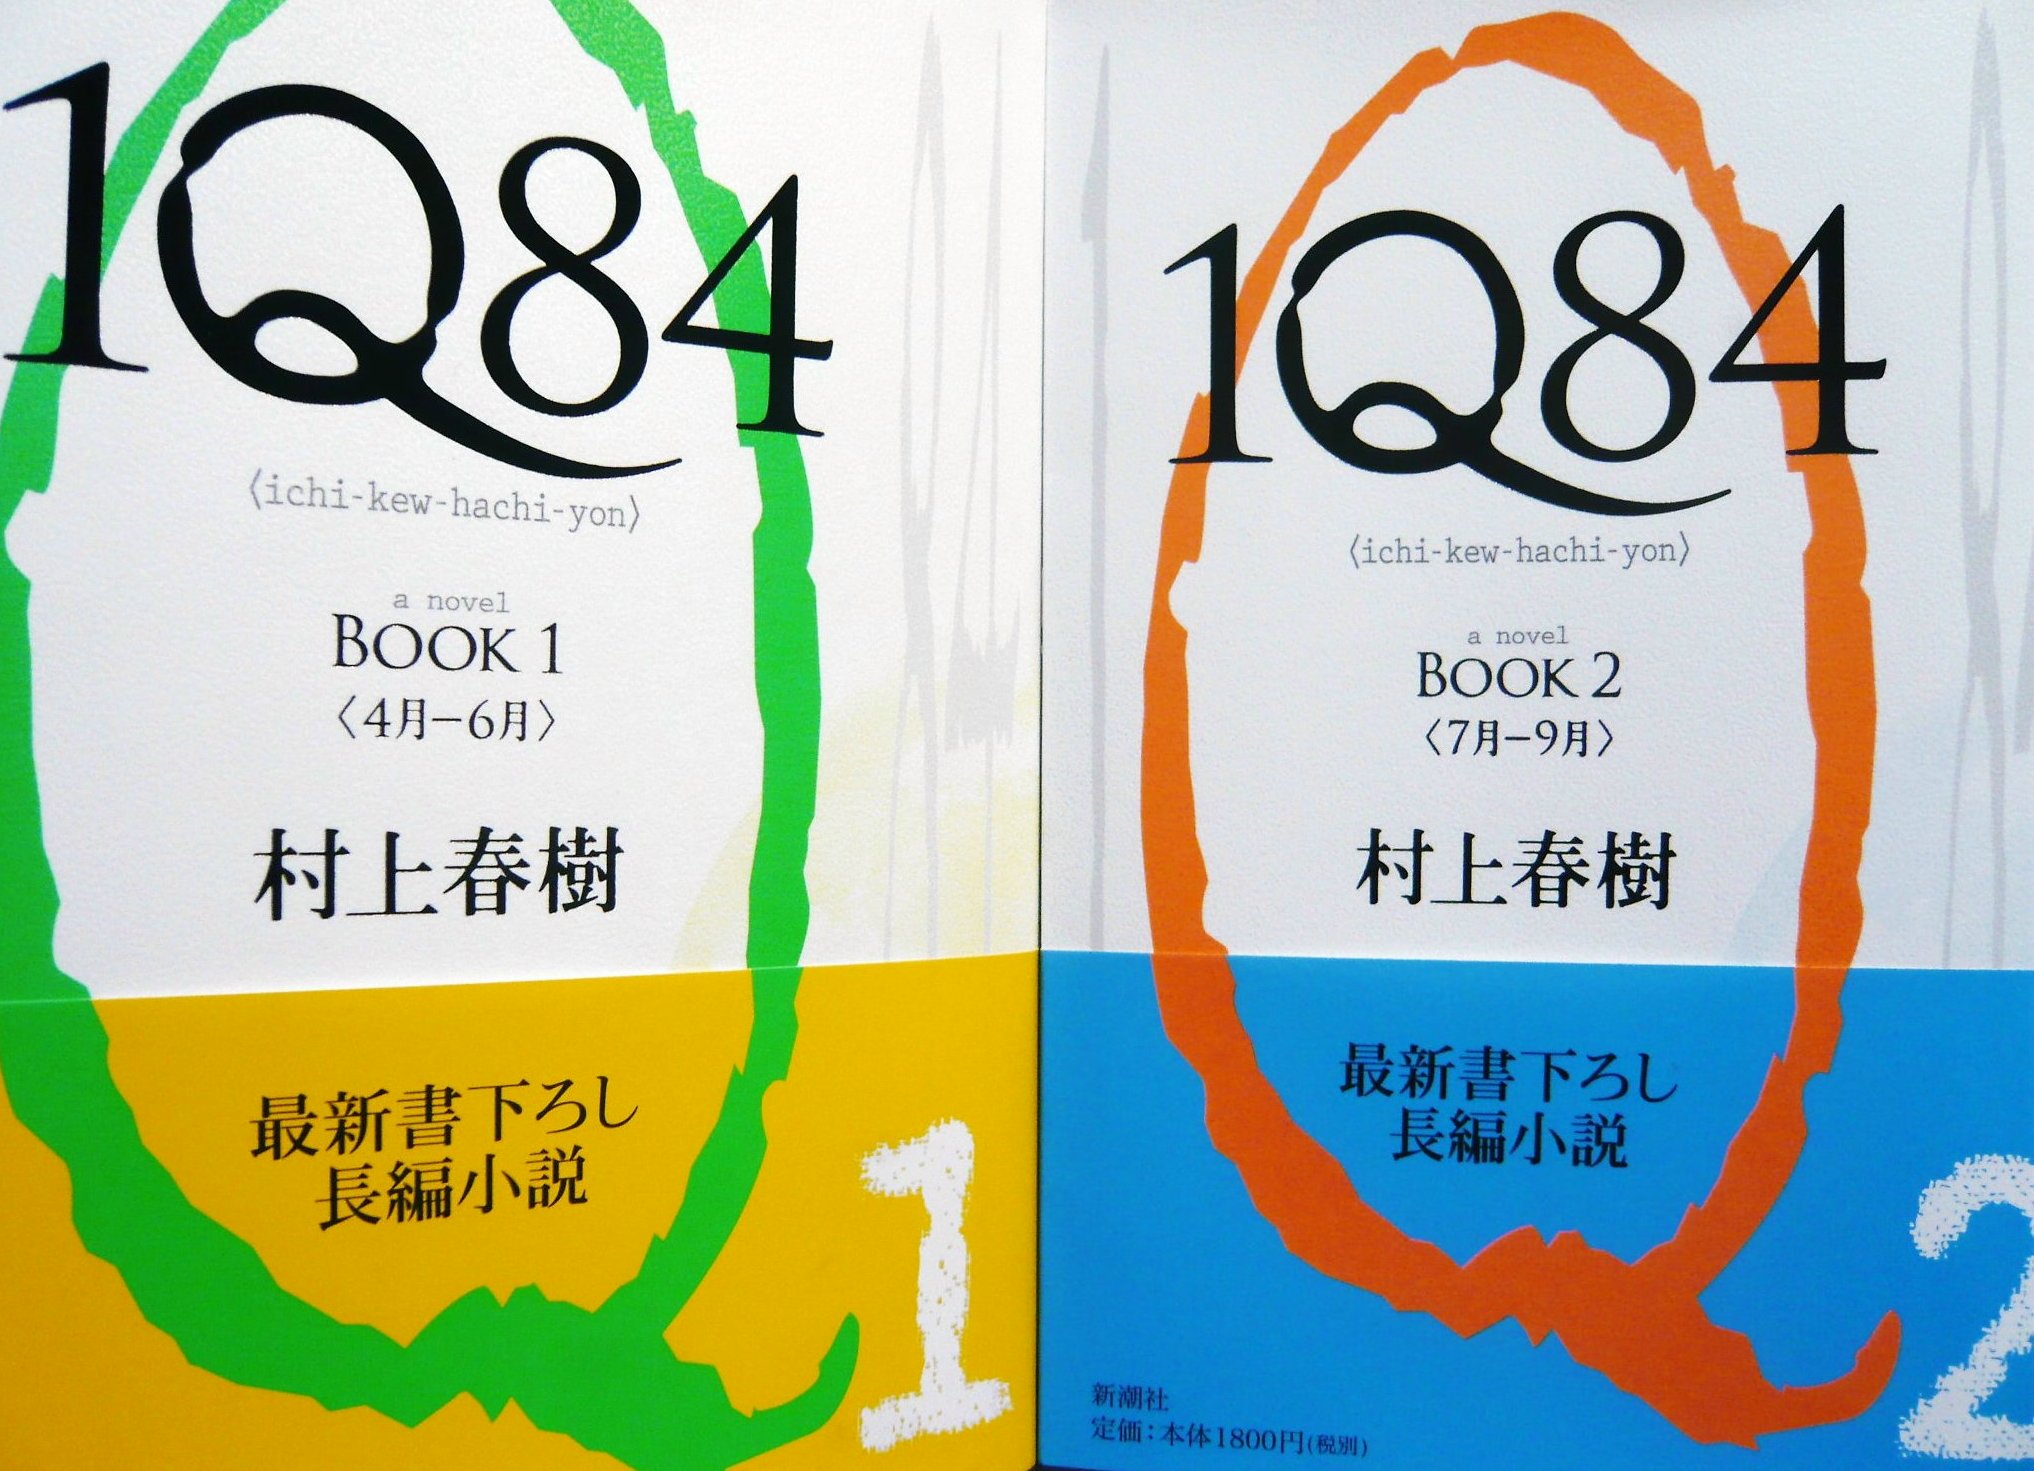 1Q84
〈ichi-kew-hachi-yon〉
a novel
BOOK 1
〈4月−6月〉
村上春樹
最新書下ろし
長編小説
1
1Q84
〈ichi-kew-hachi-yon〉
a novel
BOOK 2
〈7月−9月〉
村上春樹
最新書下ろし
長編小説
2
新潮社
定価：本体1800円(税別)